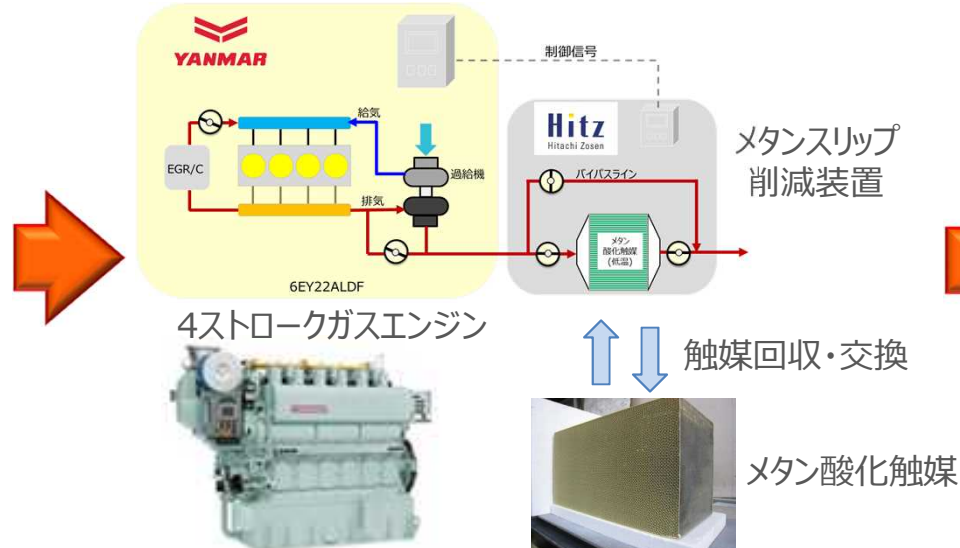 YANMAR
制御信号
給気
EGR/C
過給機
排気
6EY22ALDF
Hitz
Hitachi Zosen
バイパスライン
メタン
酸化触媒
(低温)
メタンスリップ
削減装置
4ストロークガスエンジン
触媒回収・交換
メタン酸化触媒